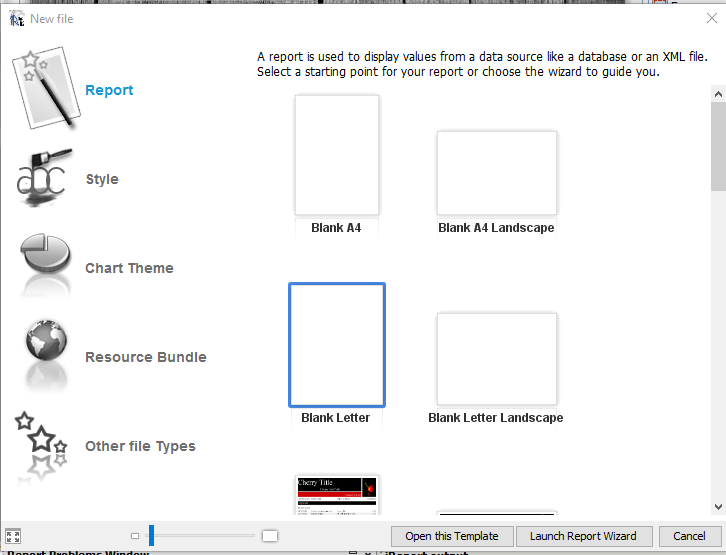 New file
A report is used to display values from a data source like a database or an XML file.
Select a starting point for your report or choose the wizard to guide you.
Report
Style
abc
Chart Theme
Resource Bundle
Other file Types
Blank A4
Blank A4 Landscape
Blank Letter
Blank Letter Landscape
Cherry Title
Open this Template
Launch Report Wizard
Cancel
Report Problems Window
iReport output